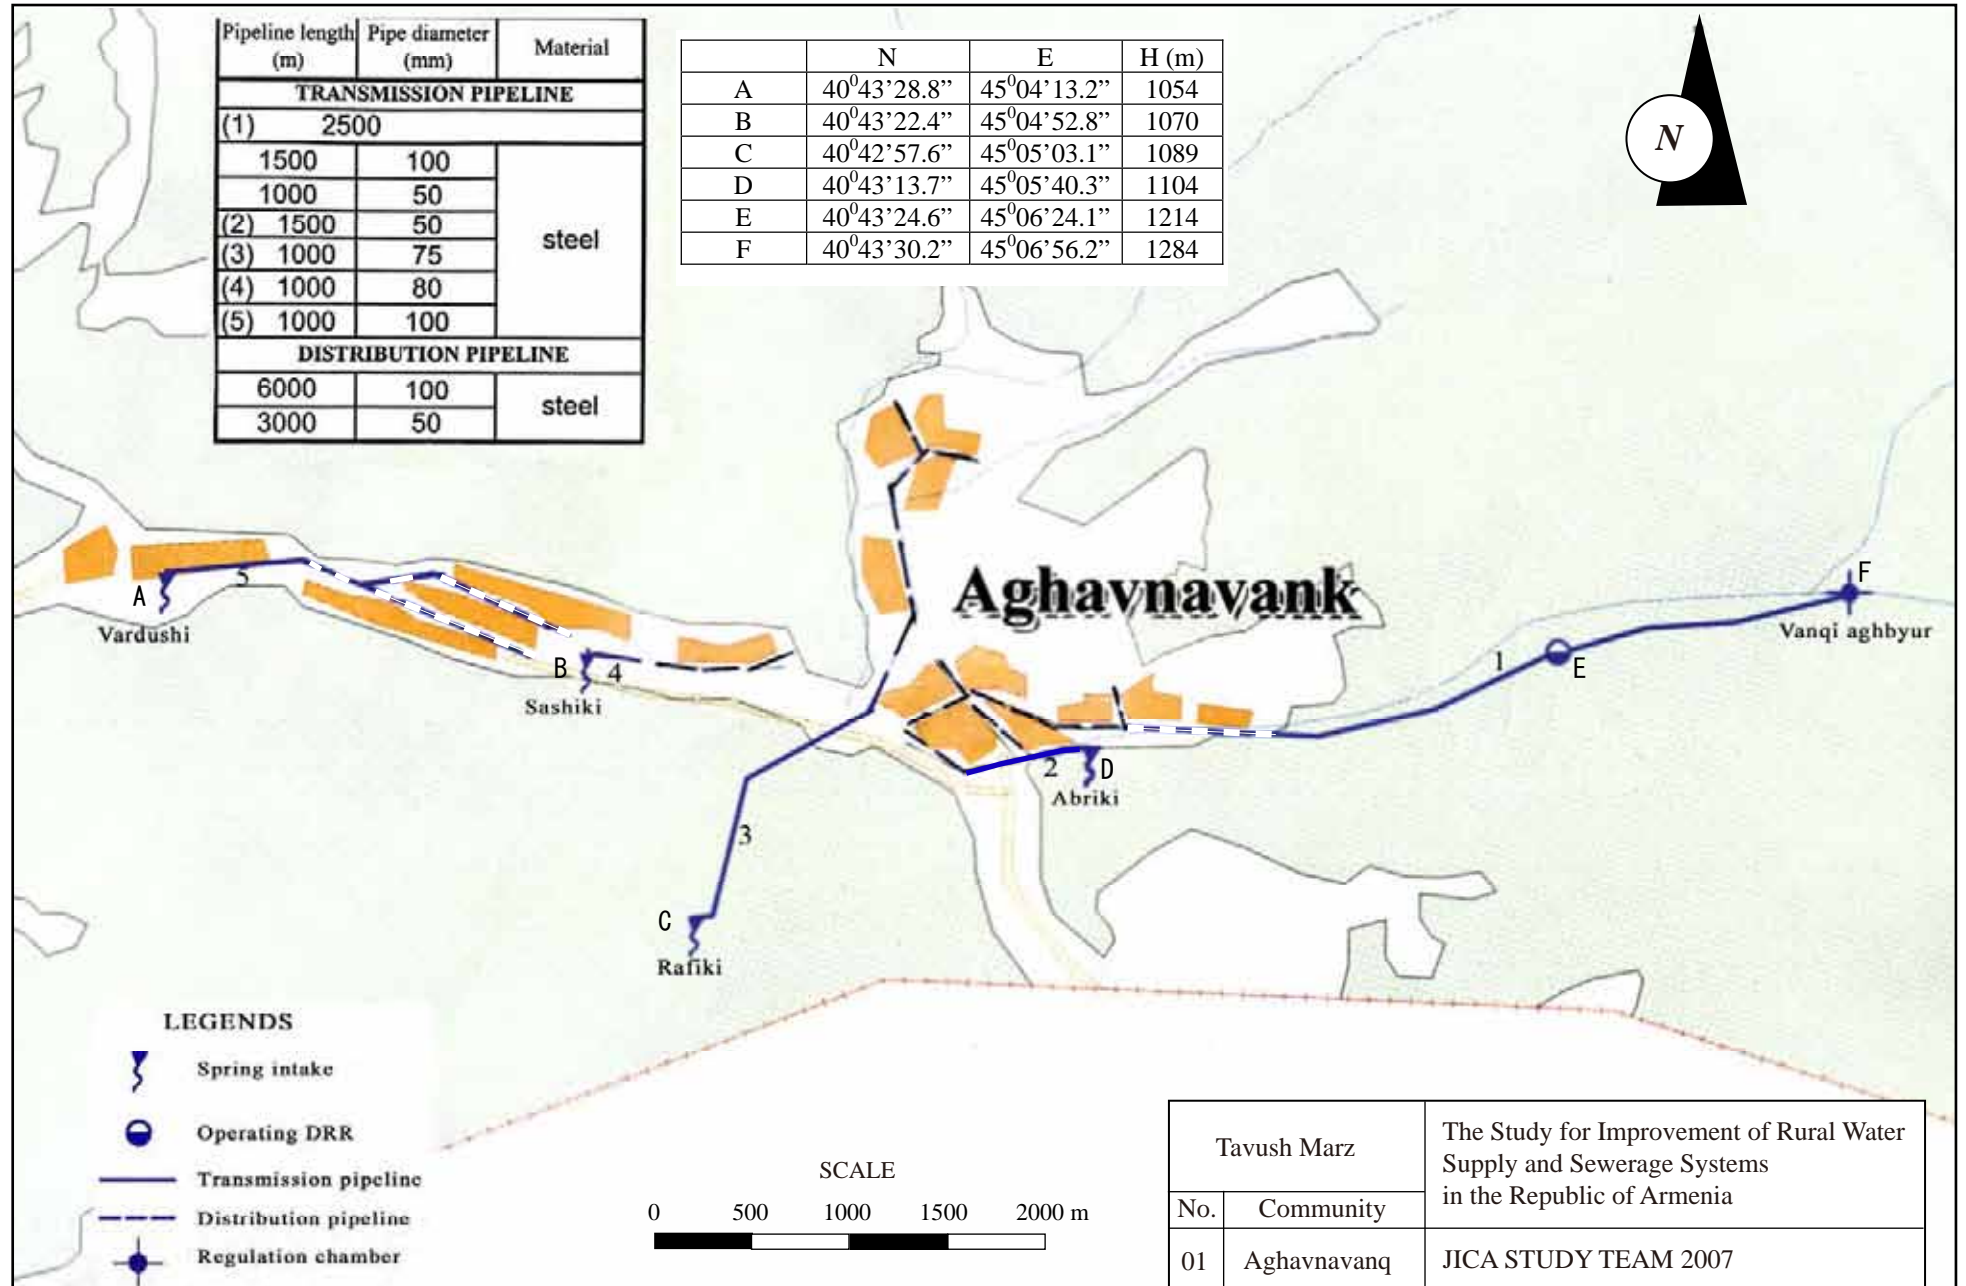 Pipeline length (m) Pipe diameter (mm) Material
TRANSMISSION PIPELINE
(1) 2500
1500 100
1000 50
(2) 1500 50
steel
(3) 1000 75
(4) 1000 80
(5) 1000 100
DISTRIBUTION PIPELINE
6000 100
steel
3000 50
N E H (m)
A 40⁰43’28.8” 45⁰04’13.2” 1054
B 40⁰43’22.4” 45⁰04’52.8” 1070
C 40⁰42’57.6” 45⁰05’03.1” 1089
D 40⁰43’13.7” 45⁰05’40.3” 1104
E 40⁰43’24.6” 45⁰06’24.1” 1214
F 40⁰43’30.2” 45⁰06’56.2” 1284
N
Aghavnavank
A
5
Vardushi
B
4
Sashiki
F
Vanqi aghbyur
1
E
2
D
Abriki
3
C
Rafiki
LEGENDS
Spring intake
Operating DRR
Transmission pipeline
Distribution pipeline
Regulation chamber
SCALE
0 500 1000 1500 2000 m
Tavush Marz
The Study for Improvement of Rural Water
Supply and Sewerage Systems
in the Republic of Armenia
No. Community
01 Aghavnavanq
JICA STUDY TEAM 2007